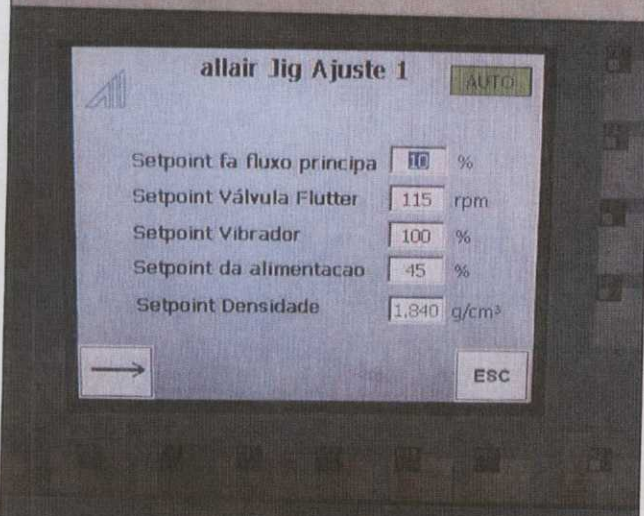 allair Jig Ajuste 1
AUTO
Setpoint fa fluxo principa 10 %
Setpoint Válvula Flutter 115 rpm
Setpoint Vibrador 100 %
Setpoint da alimentacao 45 %
Setpoint Densidade 1,840 g/cm³
ESC